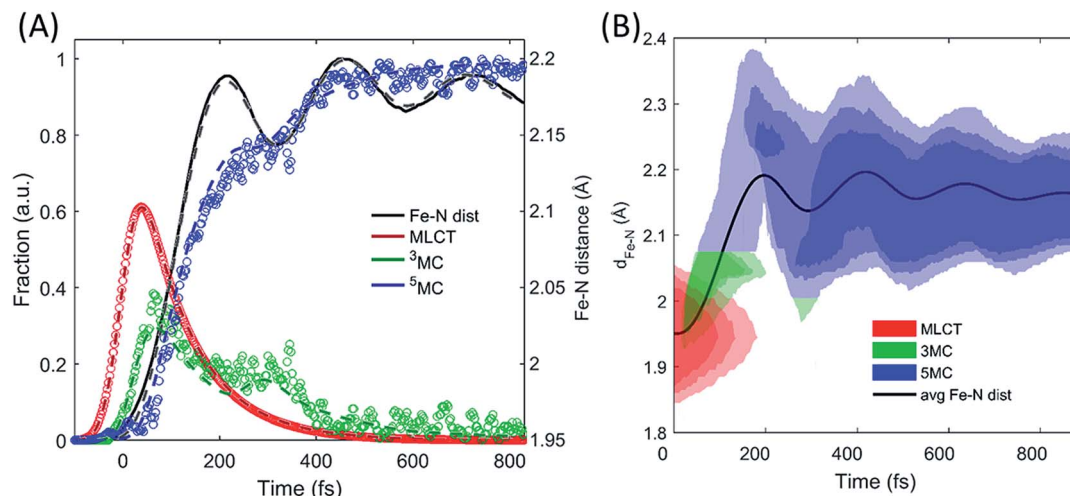 (A)
Fraction (a.u.)
1
0.8
0.6
0.4
0.2
0
2.2
2.15
2.1
2.05
2
1.95
Fe-N distance (Å)
Fe-N dist
MLCT
³MC
⁵MC
0 200 400 600 800
Time (fs)
(B)
d_Fe-N (Å)
2.4
2.3
2.2
2.1
2
1.9
1.8
MLCT
3MC
5MC
avg Fe-N dist
0 200 400 600 800
Time (fs)